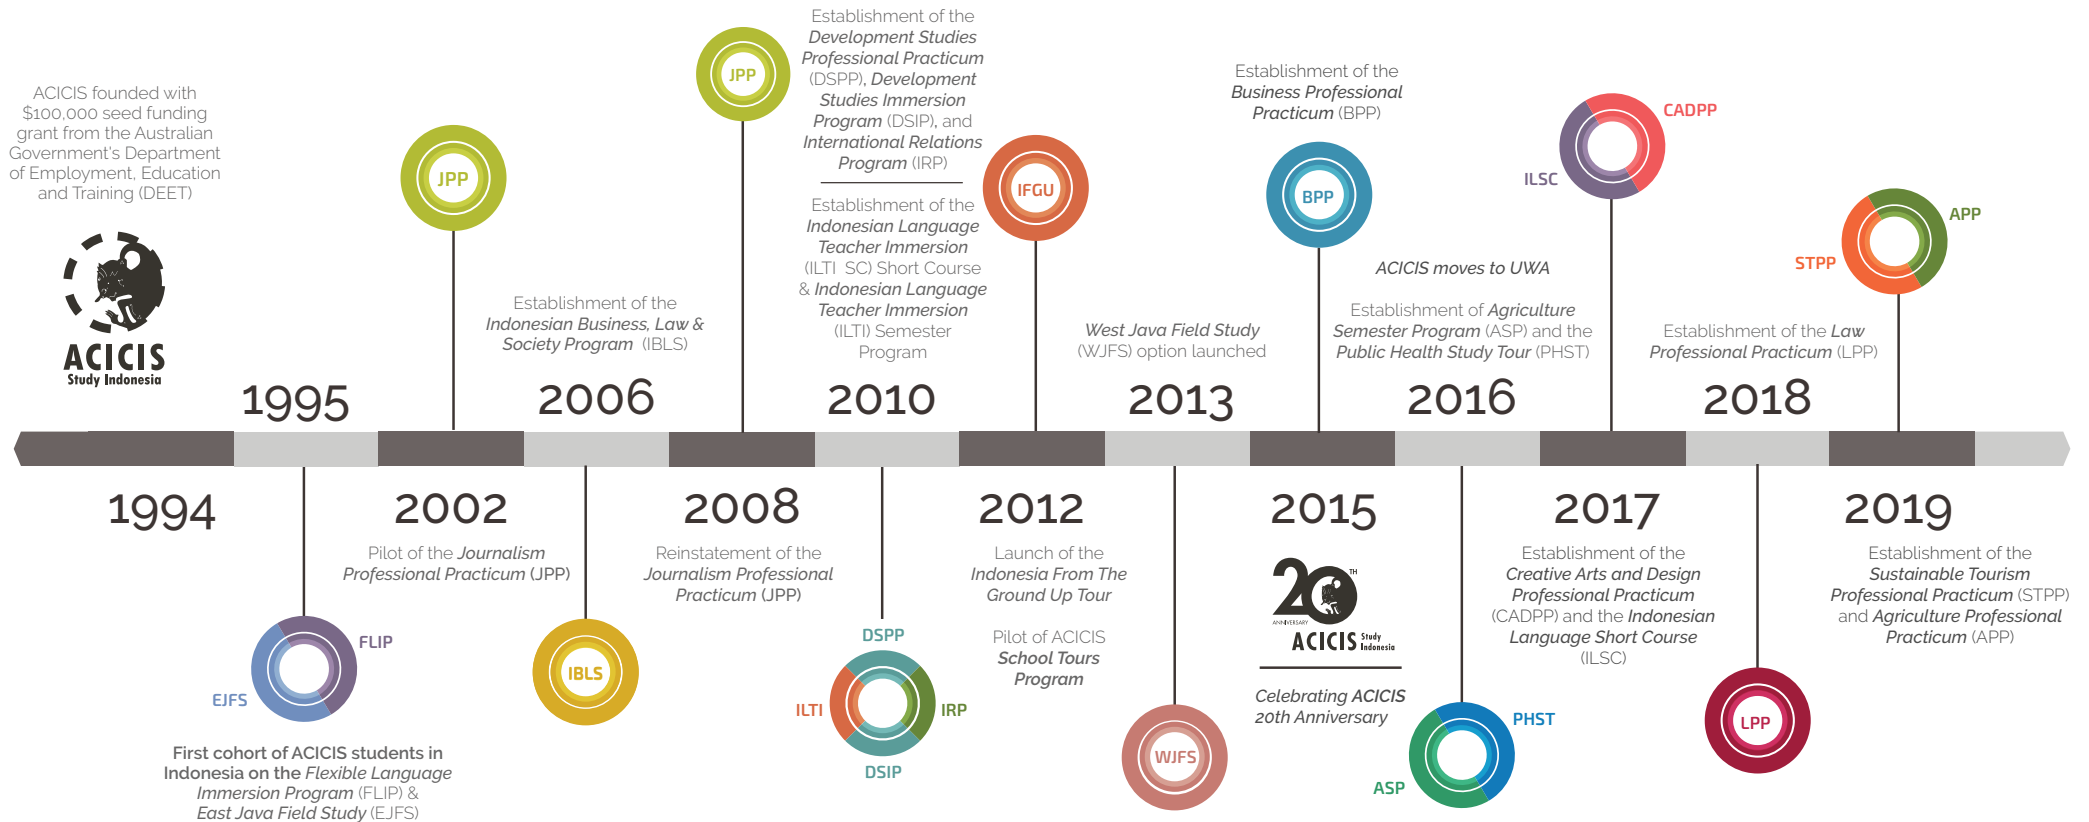 ACICIS founded with
$100,000 seed funding
grant from the Australian
Government's Department
of Employment, Education
and Training (DEET)
ACICIS
Study Indonesia
1994
1995
FLIP
EJFS
First cohort of ACICIS students in
Indonesia on the Flexible Language
Immersion Program (FLIP) &
East Java Field Study (EJFS)
JPP
2002
Pilot of the Journalism
Professional Practicum (JPP)
Establishment of the
Indonesian Business, Law &
Society Program (IBLS)
2006
IBLS
JPP
2008
Reinstatement of the
Journalism Professional
Practicum (JPP)
Establishment of the
Development Studies
Professional Practicum
(DSPP), Development
Studies Immersion
Program (DSIP), and
International Relations
Program (IRP)
Establishment of the
Indonesian Language
Teacher Immersion
(ILTI SC) Short Course
& Indonesian Language
Teacher Immersion
(ILTI) Semester
Program
2010
DSPP
ILTI
IRP
DSIP
IFGU
2012
Launch of the
Indonesia From The
Ground Up Tour
Pilot of ACICIS
School Tours
Program
West Java Field Study
(WJFS) option launched
2013
WJFS
Establishment of the
Business Professional
Practicum (BPP)
BPP
2015
20TH
ANNIVERSARY
ACICIS Study
Indonesia
Celebrating ACICIS
20th Anniversary
ACICIS moves to UWA
Establishment of Agriculture
Semester Program (ASP) and the
Public Health Study Tour (PHST)
2016
PHST
ASP
CADPP
ILSC
2017
Establishment of the
Creative Arts and Design
Professional Practicum
(CADPP) and the Indonesian
Language Short Course
(ILSC)
Establishment of the Law
Professional Practicum (LPP)
2018
LPP
APP
STPP
2019
Establishment of the
Sustainable Tourism
Professional Practicum (STPP)
and Agriculture Professional
Practicum (APP)